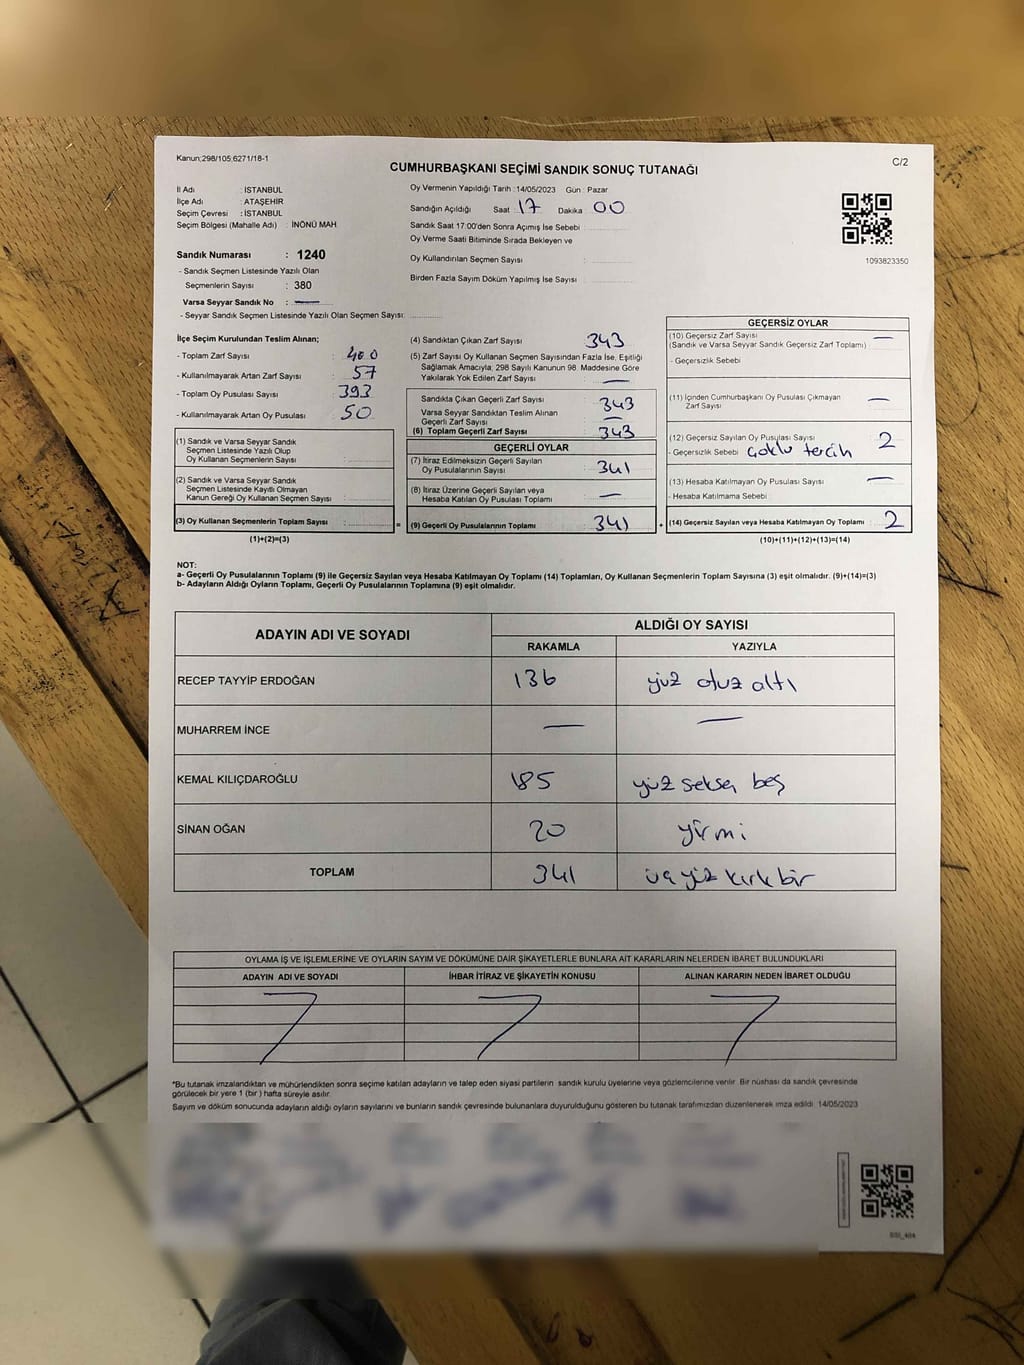 Kanun:298/105,6271/18-1
C/2
CUMHURBAŞKANI SEÇİMİ SANDIK SONUÇ TUTANAĞI
İl Adı : İSTANBUL
İlçe Adı : ATAŞEHİR
Seçim Çevresi : İSTANBUL
Seçim Bölgesi (Mahalle Adı) : İNÖNÜ MAH
Sandık Numarası : 1240
- Sandık Seçmen Listesinde Yazılı Olan
Seçmenlerin Sayısı : 380
Varsa Seyyar Sandık No : —
- Seyyar Sandık Seçmen Listesinde Yazılı Olan Seçmen Sayısı:
Oy Vermenin Yapıldığı Tarih : 14/05/2023 Gün : Pazar
Sandığın Açıldığı Saat 17 Dakika 00
Sandık Saat 17:00'den Sonra Açımış İse Sebebi
Oy Verme Saati Bitiminde Sırada Bekleyen ve
Oy Kullandırılan Seçmen Sayısı :
Birden Fazla Sayım Döküm Yapılmış İse Sayısı :
1093823350
İlçe Seçim Kurulundan Teslim Alınan;
- Toplam Zarf Sayısı : 400
- Kullanılmayarak Artan Zarf Sayısı : 57
- Toplam Oy Pusulası Sayısı : 393
- Kullanılmayarak Artan Oy Pusulası : 50
(1) Sandık ve Varsa Seyyar Sandık
Seçmen Listesinde Yazılı Olup
Oy Kullanan Seçmenlerin Sayısı :
(2) Sandık ve Varsa Seyyar Sandık
Seçmen Listesinde Kayıtlı Olmayan
Kanun Gereği Oy Kullanan Seçmen Sayısı :
(3) Oy Kullanan Seçmenlerin Toplam Sayısı :
(1)+(2)=(3)
=
(4) Sandıktan Çıkan Zarf Sayısı : 343
(5) Zarf Sayısı Oy Kullanan Seçmen Sayısından Fazla İse, Eşitliği
Sağlamak Amacıyla; 298 Sayılı Kanunun 98. Maddesine Göre
Yakılarak Yok Edilen Zarf Sayısı : —
Sandıkta Çıkan Geçerli Zarf Sayısı : 343
Varsa Seyyar Sandıktan Teslim Alınan
Geçerli Zarf Sayısı : —
(6) Toplam Geçerli Zarf Sayısı : 343
GEÇERLİ OYLAR
(7) İtiraz Edilmeksizin Geçerli Sayılan
Oy Pusulalarının Sayısı : 341
(8) İtiraz Üzerine Geçerli Sayılan veya
Hesaba Katılan Oy Pusulası Toplamı : —
(9) Geçerli Oy Pusulalarının Toplamı : 341
+
GEÇERSİZ OYLAR
(10) Geçersiz Zarf Sayısı : —
(Sandık ve Varsa Seyyar Sandık Geçersiz Zarf Toplamı)
- Geçersizlik Sebebi :
(11) İçinden Cumhurbaşkanı Oy Pusulası Çıkmayan
Zarf Sayısı : —
(12) Geçersiz Sayılan Oy Pusulası Sayısı : 2
- Geçersizlik Sebebi : çoklu tercih
(13) Hesaba Katılmayan Oy Pusulası Sayısı : —
- Hesaba Katılmama Sebebi :
(14) Geçersiz Sayılan veya Hesaba Katılmayan Oy Toplamı : 2
(10)+(11)+(12)+(13)=(14)
NOT:
a- Geçerli Oy Pusulalarının Toplamı (9) ile Geçersiz Sayılan veya Hesaba Katılmayan Oy Toplamı (14) Toplamları, Oy Kullanan Seçmenlerin Toplam Sayısına (3) eşit olmalıdır. (9)+(14)=(3)
b- Adayların Aldığı Oyların Toplamı, Geçerli Oy Pusulalarının Toplamına (9) eşit olmalıdır.
ADAYIN ADI VE SOYADI
ALDIĞI OY SAYISI
RAKAMLA YAZIYLA
RECEP TAYYİP ERDOĞAN 136 yüz otuz altı
MUHARREM İNCE — —
KEMAL KILIÇDAROĞLU 185 yüz seksen beş
SİNAN OĞAN 20 yirmi
TOPLAM 341 üç yüz kırk bir
OYLAMA İŞ VE İŞLEMLERİNE VE OYLARIN SAYIM VE DÖKÜMÜNE DAİR ŞİKAYETLERLE BUNLARA AİT KARARLARIN NELERDEN İBARET BULUNDUKLARI
ADAYIN ADI VE SOYADI İHBAR İTİRAZ VE ŞİKAYETİN KONUSU ALINAN KARARIN NEDEN İBARET OLDUĞU
*Bu tutanak imzalandıktan ve mühürlendikten sonra seçime katılan adayların ve talep eden siyasi partilerin sandık kurulu üyelerine veya gözlemcilerine verilir. Bir nüshası da sandık çevresinde
görülecek bir yere 1 (bir ) hafta süreyle asılır.
Sayım ve döküm sonucunda adayların aldığı oyların sayılarını ve bunların sandık çevresinde bulunanlara duyurulduğunu gösteren bu tutanak tarafımızdan düzenlenerek imza edildi. 14/05/2023